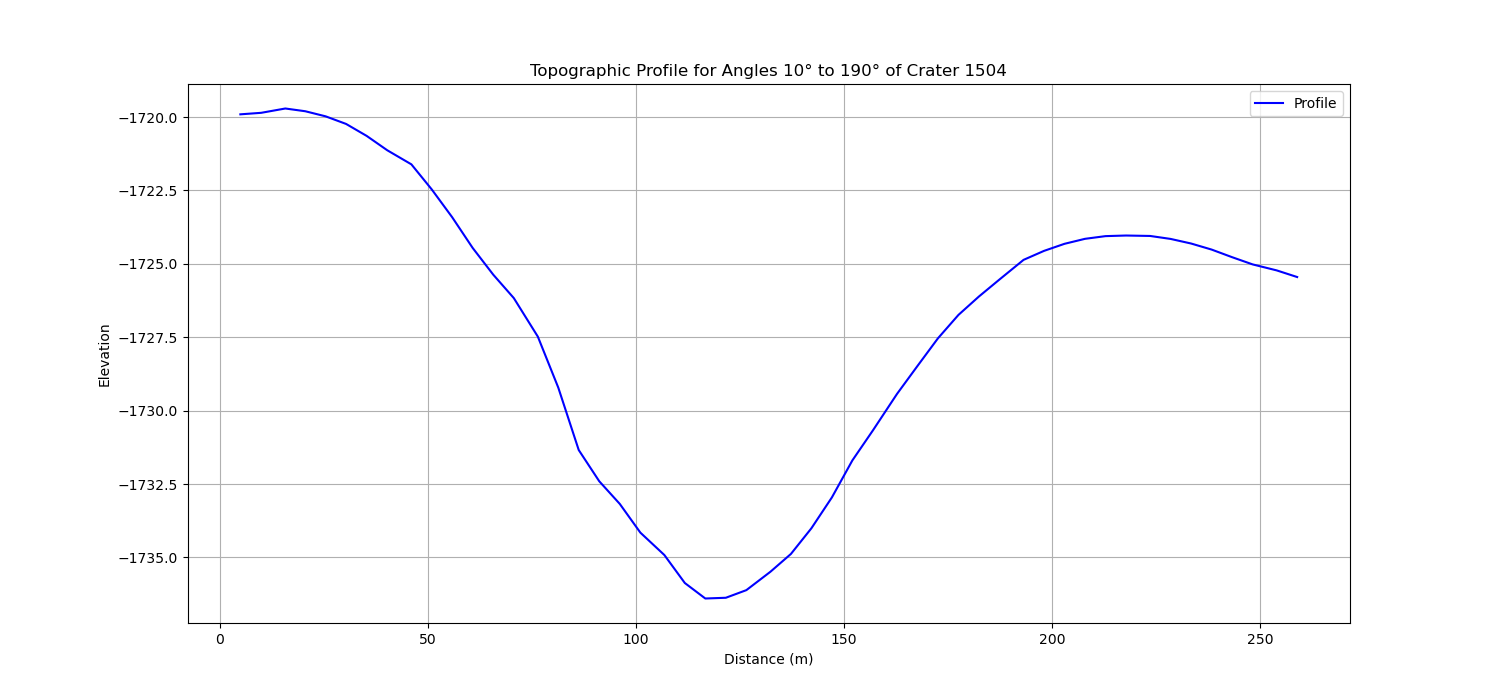 Topographic Profile for Angles 10° to 190° of Crater 1504
Profile
Elevation
−1720.0
−1722.5
−1725.0
−1727.5
−1730.0
−1732.5
−1735.0
0 50 100 150 200 250
Distance (m)